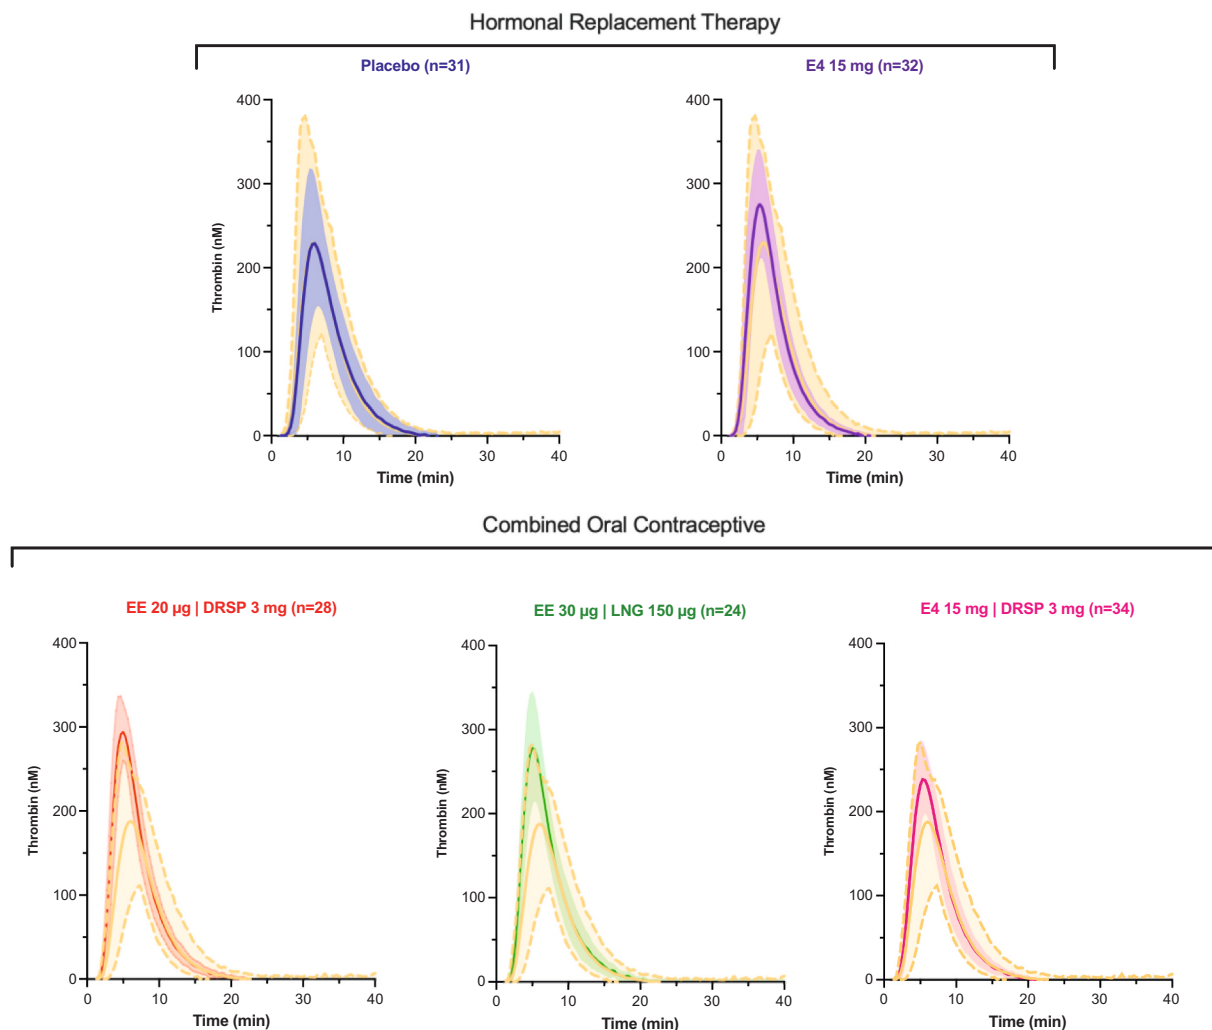 Hormonal Replacement Therapy
Placebo (n=31)
E4 15 mg (n=32)
400
300
200
100
0
Thrombin (nM)
0 10 20 30 40
Time (min)
400
300
200
100
0
Thrombin (nM)
0 10 20 30 40
Time (min)
Combined Oral Contraceptive
EE 20 µg | DRSP 3 mg (n=28)
EE 30 µg | LNG 150 µg (n=24)
E4 15 mg | DRSP 3 mg (n=34)
400
300
200
100
0
Thrombin (nM)
0 10 20 30 40
Time (min)
400
300
200
100
0
Thrombin (nM)
0 10 20 30 40
Time (min)
400
300
200
100
0
Thrombin (nM)
0 10 20 30 40
Time (min)